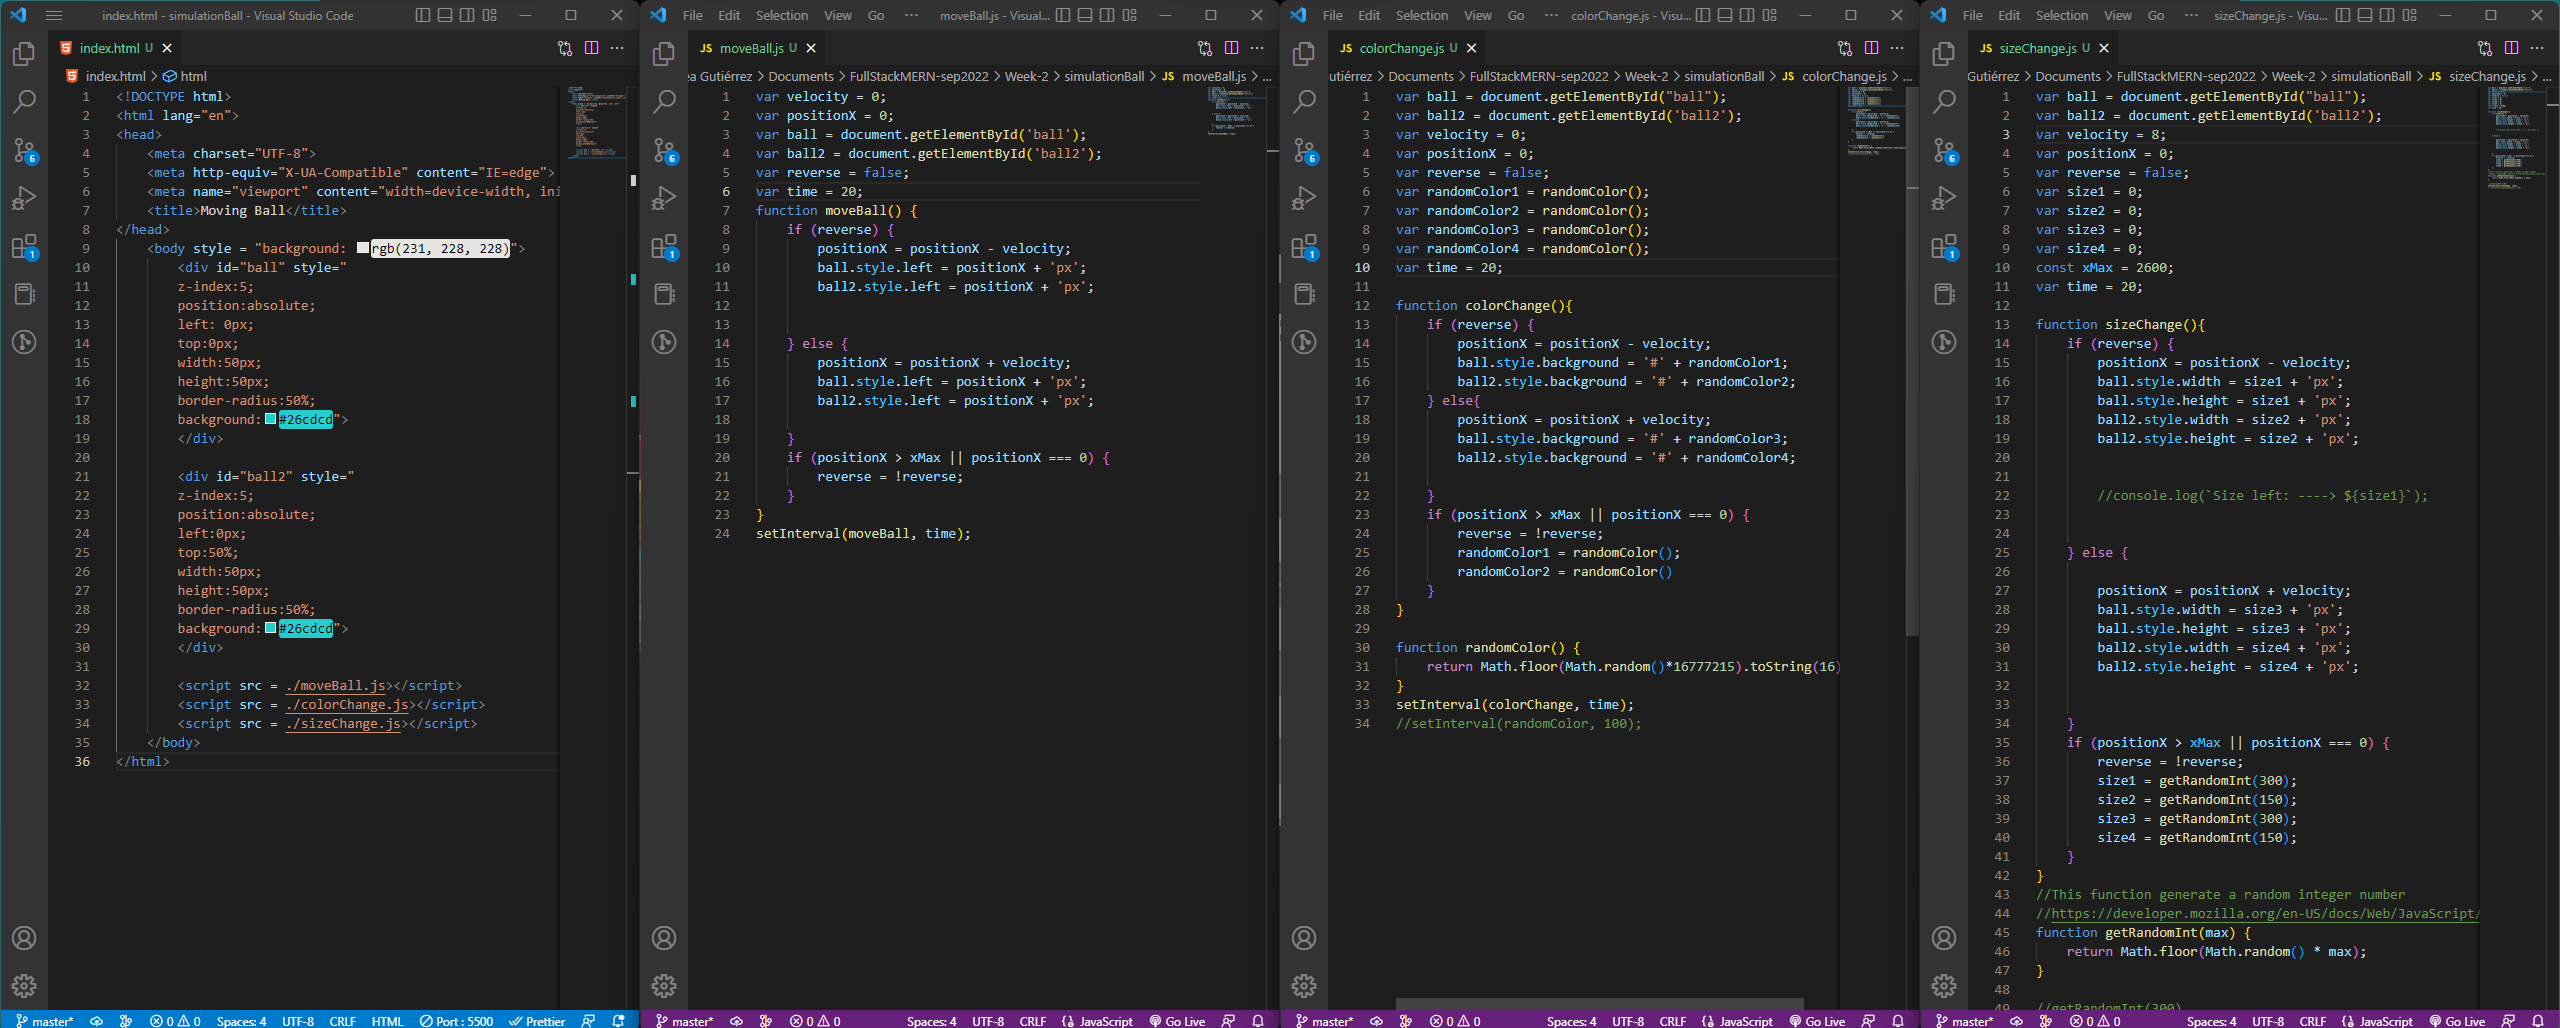 index.html - simulationBall - Visual Studio Code
index.html U
index.html > html
1 <!DOCTYPE html>
2 <html lang="en">
3 <head>
4 <meta charset="UTF-8">
5 <meta http-equiv="X-UA-Compatible" content="IE=edge">
6 <meta name="viewport" content="width=device-width, ini
7 <title>Moving Ball</title>
8 </head>
9 <body style = "background: rgb(231, 228, 228)">
10 <div id="ball" style="
11 z-index:5;
12 position:absolute;
13 left: 0px;
14 top:0px;
15 width:50px;
16 height:50px;
17 border-radius:50%;
18 background: #26cdcd">
19 </div>
20
21 <div id="ball2" style="
22 z-index:5;
23 position:absolute;
24 left:0px;
25 top:50%;
26 width:50px;
27 height:50px;
28 border-radius:50%;
29 background: #26cdcd">
30 </div>
31
32 <script src = ./moveBall.js></script>
33 <script src = ./colorChange.js></script>
34 <script src = ./sizeChange.js></script>
35 </body>
36 </html>
6
1
master* 0 0 Spaces: 4 UTF-8 CRLF HTML Port : 5500 Prettier
File Edit Selection View Go ··· moveBall.js - Visual...
JS moveBall.js U
ea Gutiérrez > Documents > FullStackMERN-sep2022 > Week-2 > simulationBall > JS moveBall.js > ...
1 var velocity = 0;
2 var positionX = 0;
3 var ball = document.getElementById('ball');
4 var ball2 = document.getElementById('ball2');
5 var reverse = false;
6 var time = 20;
7 function moveBall() {
8 if (reverse) {
9 positionX = positionX - velocity;
10 ball.style.left = positionX + 'px';
11 ball2.style.left = positionX + 'px';
12
13
14 } else {
15 positionX = positionX + velocity;
16 ball.style.left = positionX + 'px';
17 ball2.style.left = positionX + 'px';
18
19 }
20 if (positionX > xMax || positionX === 0) {
21 reverse = !reverse;
22 }
23 }
24 setInterval(moveBall, time);
6
1
master* 0 0 Spaces: 4 UTF-8 CRLF JavaScript Go Live
File Edit Selection View Go ··· colorChange.js - Visu...
JS colorChange.js U
utiérrez > Documents > FullStackMERN-sep2022 > Week-2 > simulationBall > JS colorChange.js > ...
1 var ball = document.getElementById("ball");
2 var ball2 = document.getElementById('ball2');
3 var velocity = 0;
4 var positionX = 0;
5 var reverse = false;
6 var randomColor1 = randomColor();
7 var randomColor2 = randomColor();
8 var randomColor3 = randomColor();
9 var randomColor4 = randomColor();
10 var time = 20;
11
12 function colorChange(){
13 if (reverse) {
14 positionX = positionX - velocity;
15 ball.style.background = '#' + randomColor1;
16 ball2.style.background = '#' + randomColor2;
17 } else{
18 positionX = positionX + velocity;
19 ball.style.background = '#' + randomColor3;
20 ball2.style.background = '#' + randomColor4;
21
22 }
23 if (positionX > xMax || positionX === 0) {
24 reverse = !reverse;
25 randomColor1 = randomColor();
26 randomColor2 = randomColor()
27 }
28 }
29
30 function randomColor() {
31 return Math.floor(Math.random()*16777215).toString(16)
32 }
33 setInterval(colorChange, time);
34 //setInterval(randomColor, 100);
6
1
master* 0 0 Spaces: 4 UTF-8 CRLF JavaScript Go Live
File Edit Selection View Go ··· sizeChange.js - Visu...
JS sizeChange.js U
Gutiérrez > Documents > FullStackMERN-sep2022 > Week-2 > simulationBall > JS sizeChange.js > ...
1 var ball = document.getElementById("ball");
2 var ball2 = document.getElementById('ball2');
3 var velocity = 8;
4 var positionX = 0;
5 var reverse = false;
6 var size1 = 0;
7 var size2 = 0;
8 var size3 = 0;
9 var size4 = 0;
10 const xMax = 2600;
11 var time = 20;
12
13 function sizeChange(){
14 if (reverse) {
15 positionX = positionX - velocity;
16 ball.style.width = size1 + 'px';
17 ball.style.height = size1 + 'px';
18 ball2.style.width = size2 + 'px';
19 ball2.style.height = size2 + 'px';
20
21
22 //console.log(`Size left: ----> ${size1}`);
23
24
25 } else {
26
27 positionX = positionX + velocity;
28 ball.style.width = size3 + 'px';
29 ball.style.height = size3 + 'px';
30 ball2.style.width = size4 + 'px';
31 ball2.style.height = size4 + 'px';
32
33
34 }
35 if (positionX > xMax || positionX === 0) {
36 reverse = !reverse;
37 size1 = getRandomInt(300);
38 size2 = getRandomInt(150);
39 size3 = getRandomInt(300);
40 size4 = getRandomInt(150);
41 }
42 }
43 //This function generate a random integer number
44 //https://developer.mozilla.org/en-US/docs/Web/JavaScript/
45 function getRandomInt(max) {
46 return Math.floor(Math.random() * max);
47 }
48
49 //getRandomInt(300)
6
1
master* 0 0 Spaces: 4 UTF-8 CRLF JavaScript Go Live